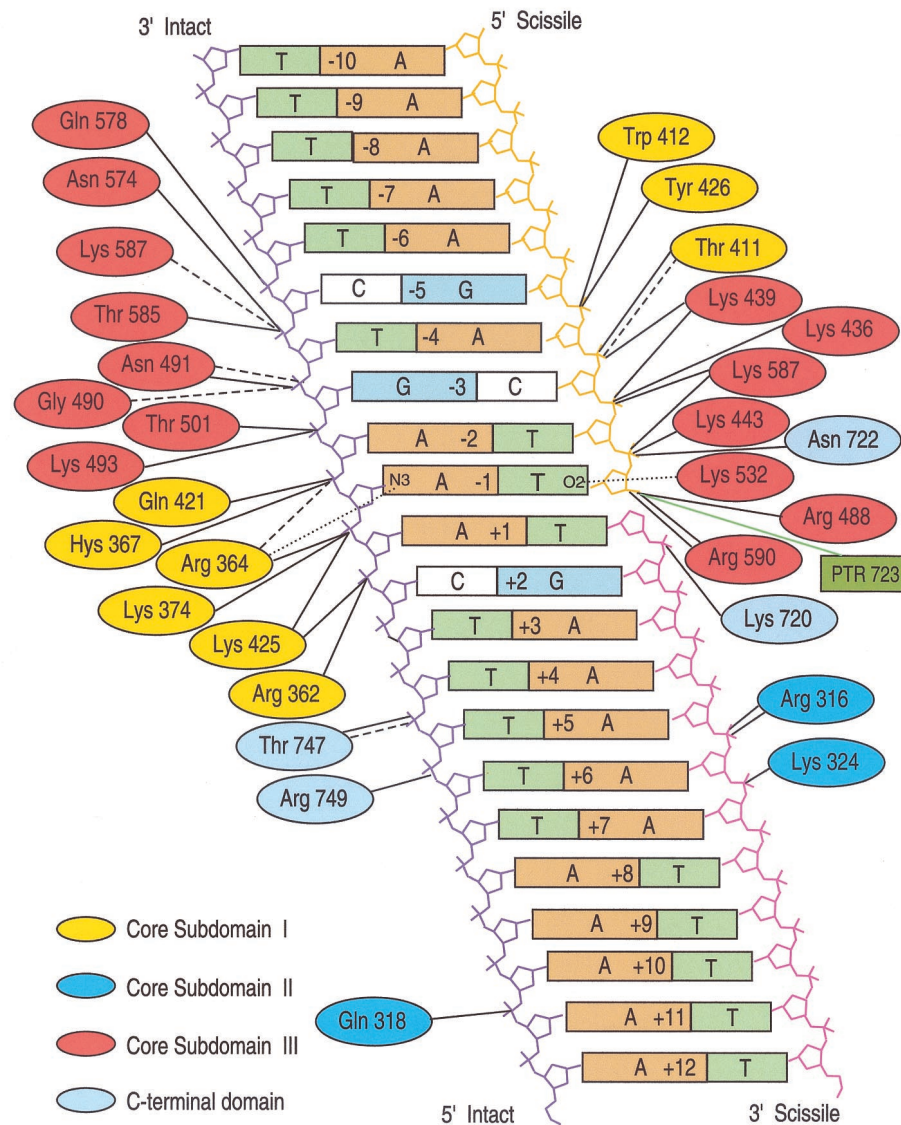 3' Intact
5' Scissile
T -10 A
T -9 A
T -8 A
T -7 A
T -6 A
C -5 G
T -4 A
G -3 C
A -2 T
N3 A -1 T O2
A +1 T
C +2 G
T +3 A
T +4 A
T +5 A
T +6 A
T +7 A
A +8 T
A +9 T
A +10 T
A +11 T
A +12 T
Gln 578
Asn 574
Lys 587
Thr 585
Asn 491
Gly 490
Thr 501
Lys 493
Gln 421
Hys 367
Arg 364
Lys 374
Lys 425
Arg 362
Thr 747
Arg 749
Gln 318
Trp 412
Tyr 426
Thr 411
Lys 439
Lys 436
Lys 587
Lys 443
Asn 722
Lys 532
Arg 488
Arg 590
PTR 723
Lys 720
Arg 316
Lys 324
Core Subdomain I
Core Subdomain II
Core Subdomain III
C-terminal domain
5' Intact
3' Scissile